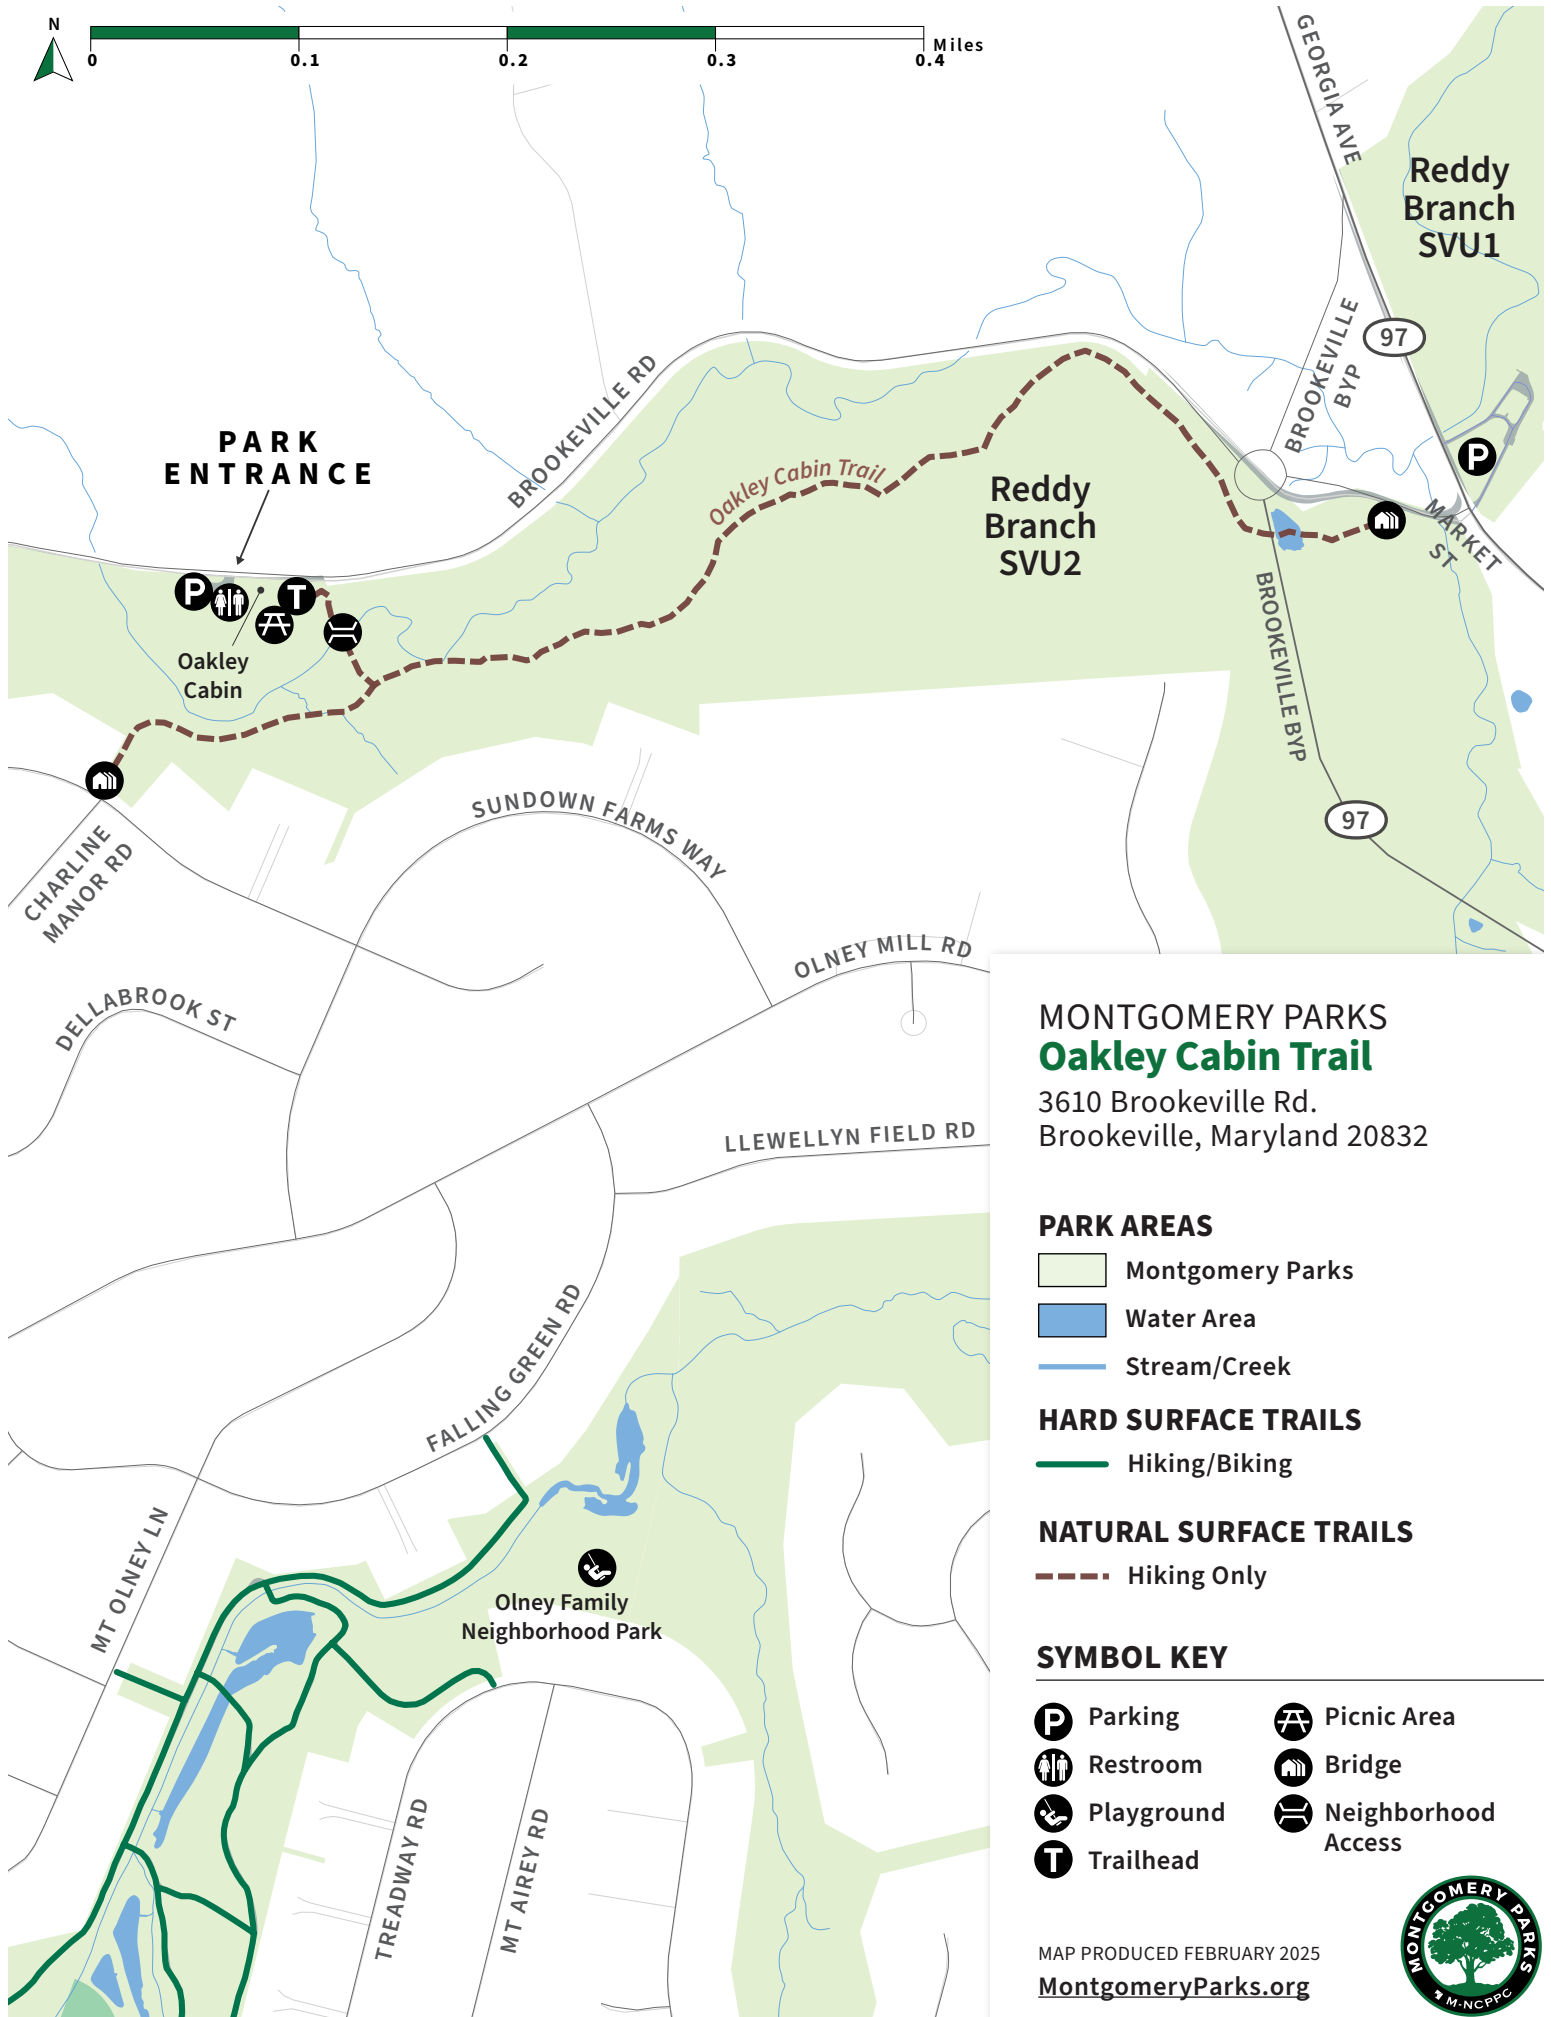 N
0
0.1
0.2
0.3
0.4
Miles
GEORGIA AVE
Reddy
Branch
SVU1
97
BROOKEVILLE
BYP
P
MARKET
ST
BROOKEVILLE RD
PARK
ENTRANCE
Oakley Cabin Trail
Reddy
Branch
SVU2
P
T
Oakley
Cabin
BROOKEVILLE BYP
97
CHARLINE
MANOR RD
SUNDOWN FARMS WAY
OLNEY MILL RD
DELLABROOK ST
LLEWELLYN FIELD RD
FALLING GREEN RD
MT OLNEY LN
Olney Family
Neighborhood Park
TREADWAY RD
MT AIREY RD
MONTGOMERY PARKS
Oakley Cabin Trail
3610 Brookeville Rd.
Brookeville, Maryland 20832
PARK AREAS
Montgomery Parks
Water Area
Stream/Creek
HARD SURFACE TRAILS
Hiking/Biking
NATURAL SURFACE TRAILS
Hiking Only
SYMBOL KEY
P Parking
Restroom
Playground
T Trailhead
Picnic Area
Bridge
Neighborhood
Access
MAP PRODUCED FEBRUARY 2025
MontgomeryParks.org
MONTGOMERY PARKS
M-NCPPC